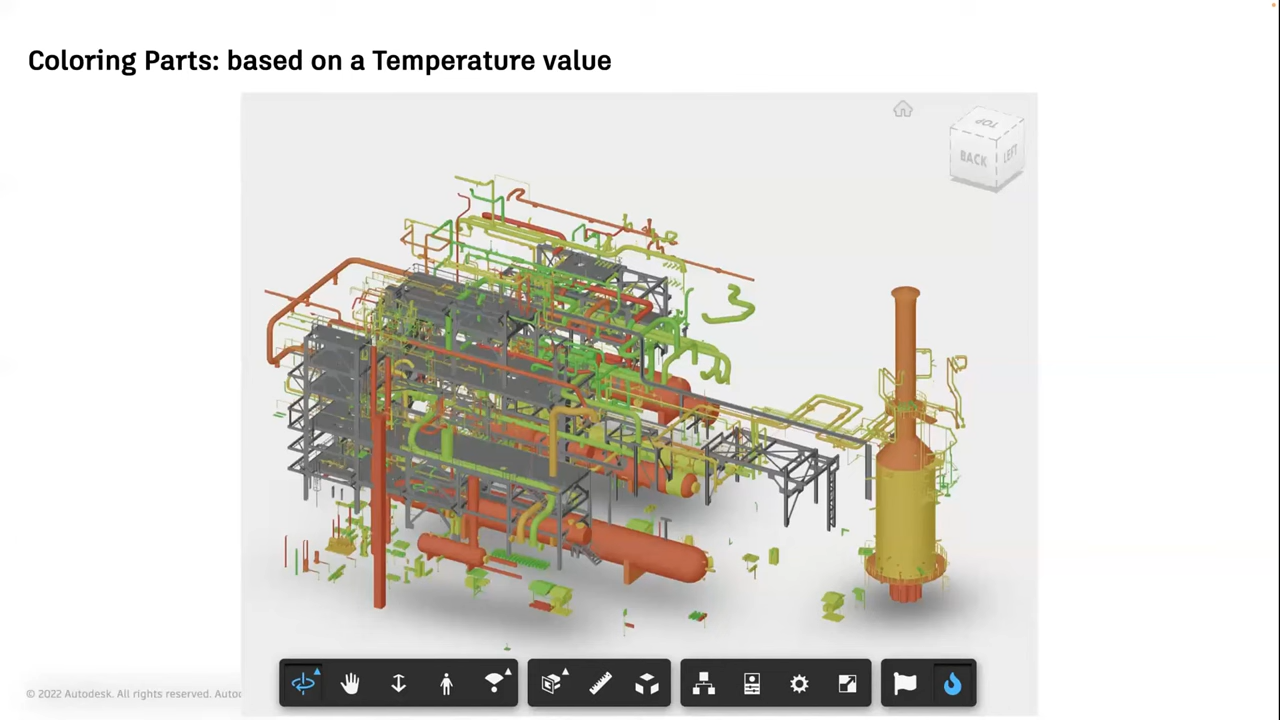 Coloring Parts: based on a Temperature value
TOP
BACK
LEFT
© 2022 Autodesk. All rights reserved. Autod